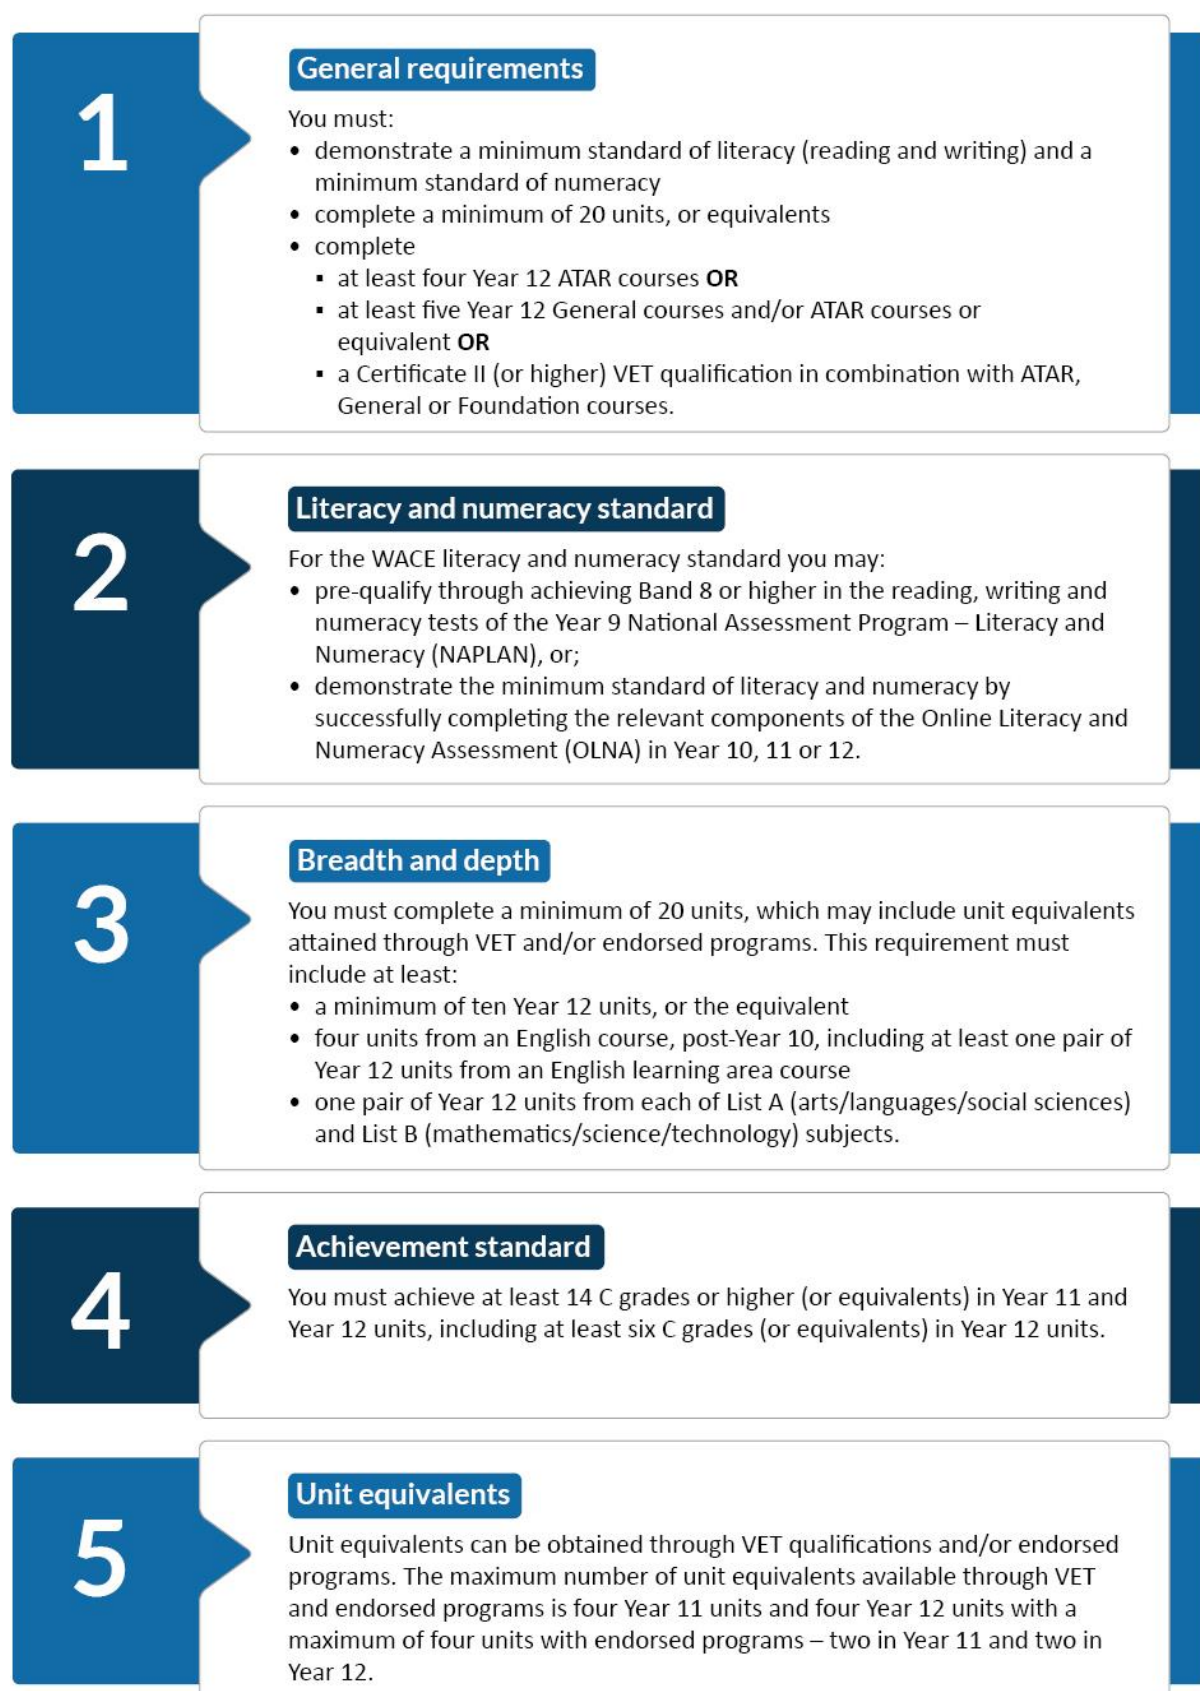 1
General requirements
You must:
• demonstrate a minimum standard of literacy (reading and writing) and a
minimum standard of numeracy
• complete a minimum of 20 units, or equivalents
• complete
▪ at least four Year 12 ATAR courses OR
▪ at least five Year 12 General courses and/or ATAR courses or
equivalent OR
▪ a Certificate II (or higher) VET qualification in combination with ATAR,
General or Foundation courses.
2
Literacy and numeracy standard
For the WACE literacy and numeracy standard you may:
• pre-qualify through achieving Band 8 or higher in the reading, writing and
numeracy tests of the Year 9 National Assessment Program – Literacy and
Numeracy (NAPLAN), or;
• demonstrate the minimum standard of literacy and numeracy by
successfully completing the relevant components of the Online Literacy and
Numeracy Assessment (OLNA) in Year 10, 11 or 12.
3
Breadth and depth
You must complete a minimum of 20 units, which may include unit equivalents
attained through VET and/or endorsed programs. This requirement must
include at least:
• a minimum of ten Year 12 units, or the equivalent
• four units from an English course, post-Year 10, including at least one pair of
Year 12 units from an English learning area course
• one pair of Year 12 units from each of List A (arts/languages/social sciences)
and List B (mathematics/science/technology) subjects.
4
Achievement standard
You must achieve at least 14 C grades or higher (or equivalents) in Year 11 and
Year 12 units, including at least six C grades (or equivalents) in Year 12 units.
5
Unit equivalents
Unit equivalents can be obtained through VET qualifications and/or endorsed
programs. The maximum number of unit equivalents available through VET
and endorsed programs is four Year 11 units and four Year 12 units with a
maximum of four units with endorsed programs – two in Year 11 and two in
Year 12.